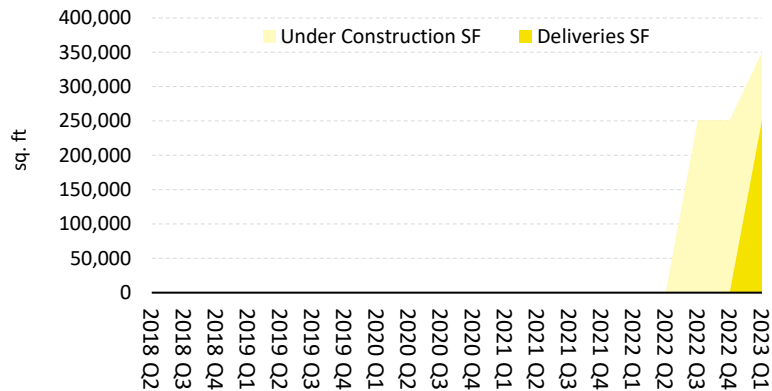 400,000
Under Construction SF
Deliveries SF
350,000
300,000
250,000
200,000
150,000
100,000
50,000
0
sq. ft
2018 Q2
2018 Q3
2018 Q4
2019 Q1
2019 Q2
2019 Q3
2019 Q4
2020 Q1
2020 Q2
2020 Q3
2020 Q4
2021 Q1
2021 Q2
2021 Q3
2021 Q4
2022 Q1
2022 Q2
2022 Q3
2022 Q4
2023 Q1